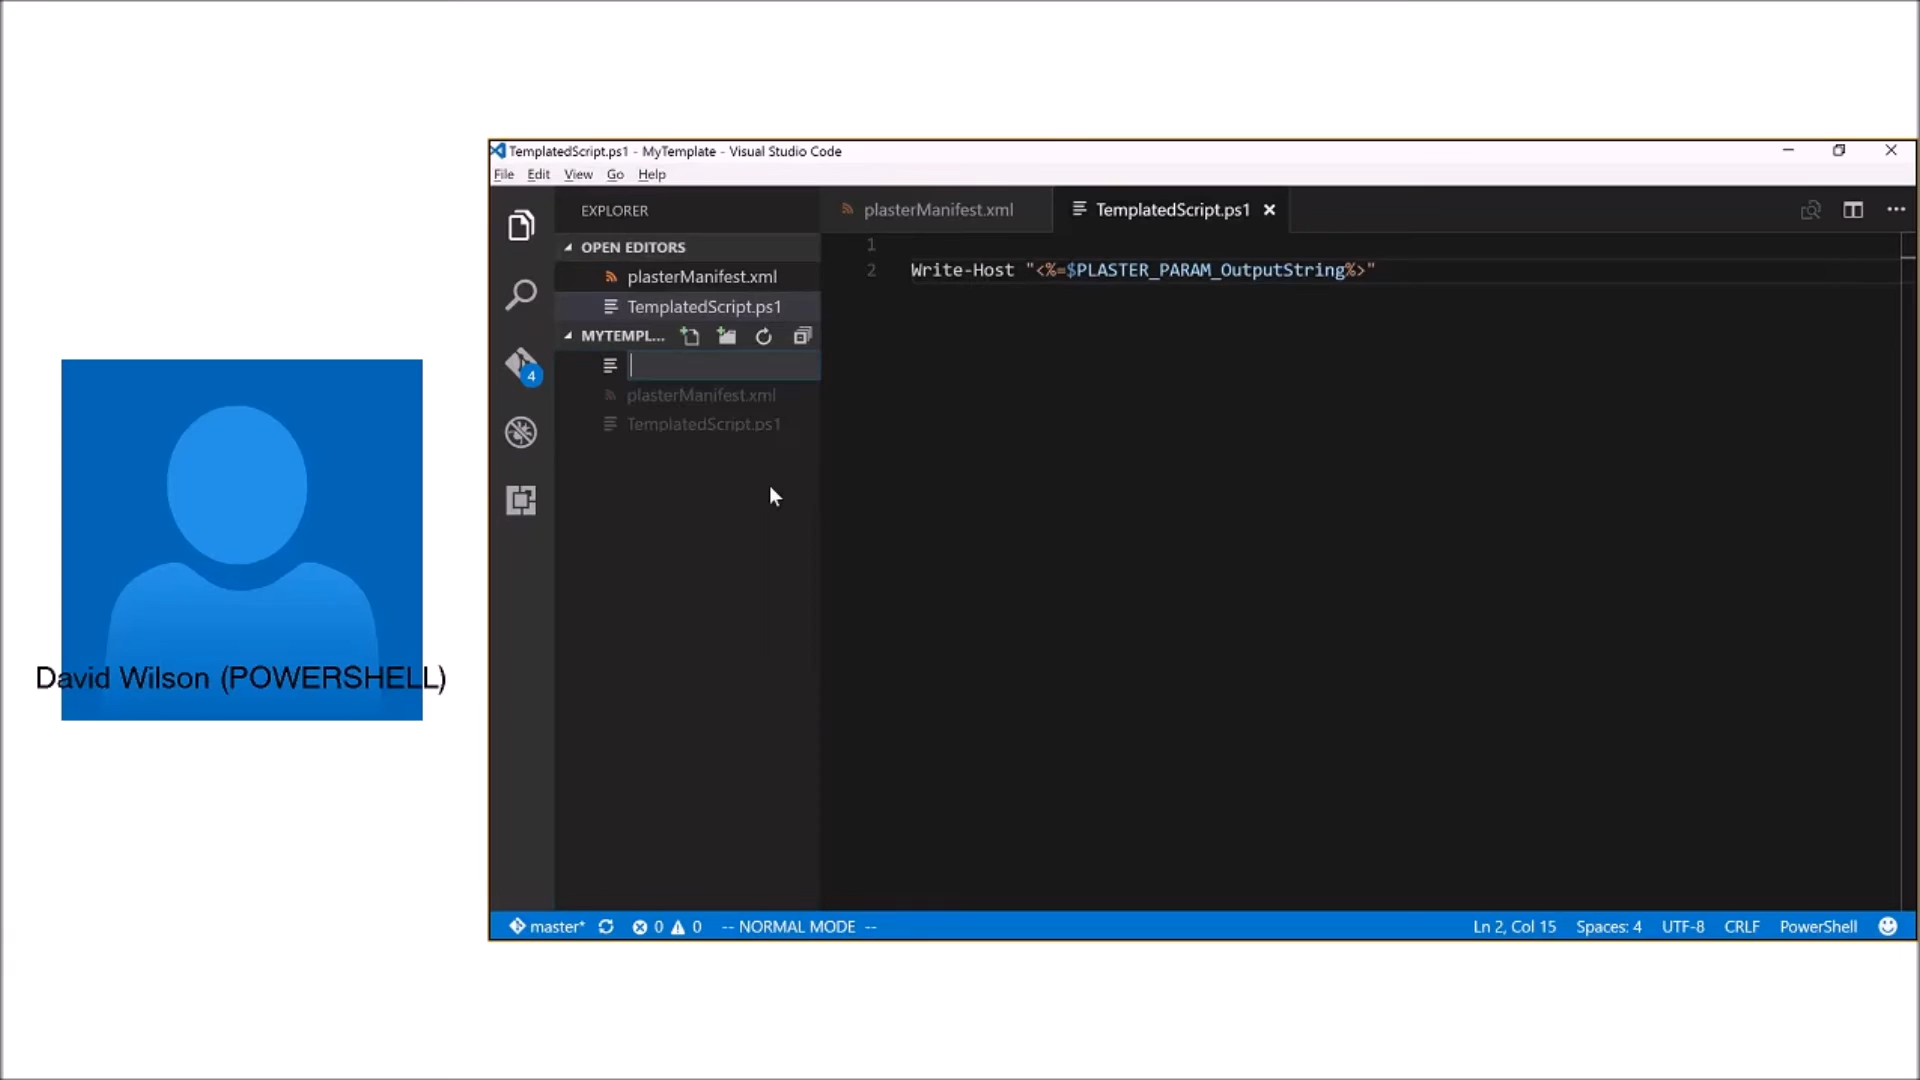 TemplatedScript.ps1 - MyTemplate - Visual Studio Code
File Edit View Go Help
EXPLORER
plasterManifest.xml
TemplatedScript.ps1
OPEN EDITORS
plasterManifest.xml
TemplatedScript.ps1
MYTEMPL...
plasterManifest.xml
TemplatedScript.ps1
1
2 Write-Host "<%=$PLASTER_PARAM_OutputString%>"
4
David Wilson (POWERSHELL)
master* 0 0 -- NORMAL MODE -- Ln 2, Col 15 Spaces: 4 UTF-8 CRLF PowerShell